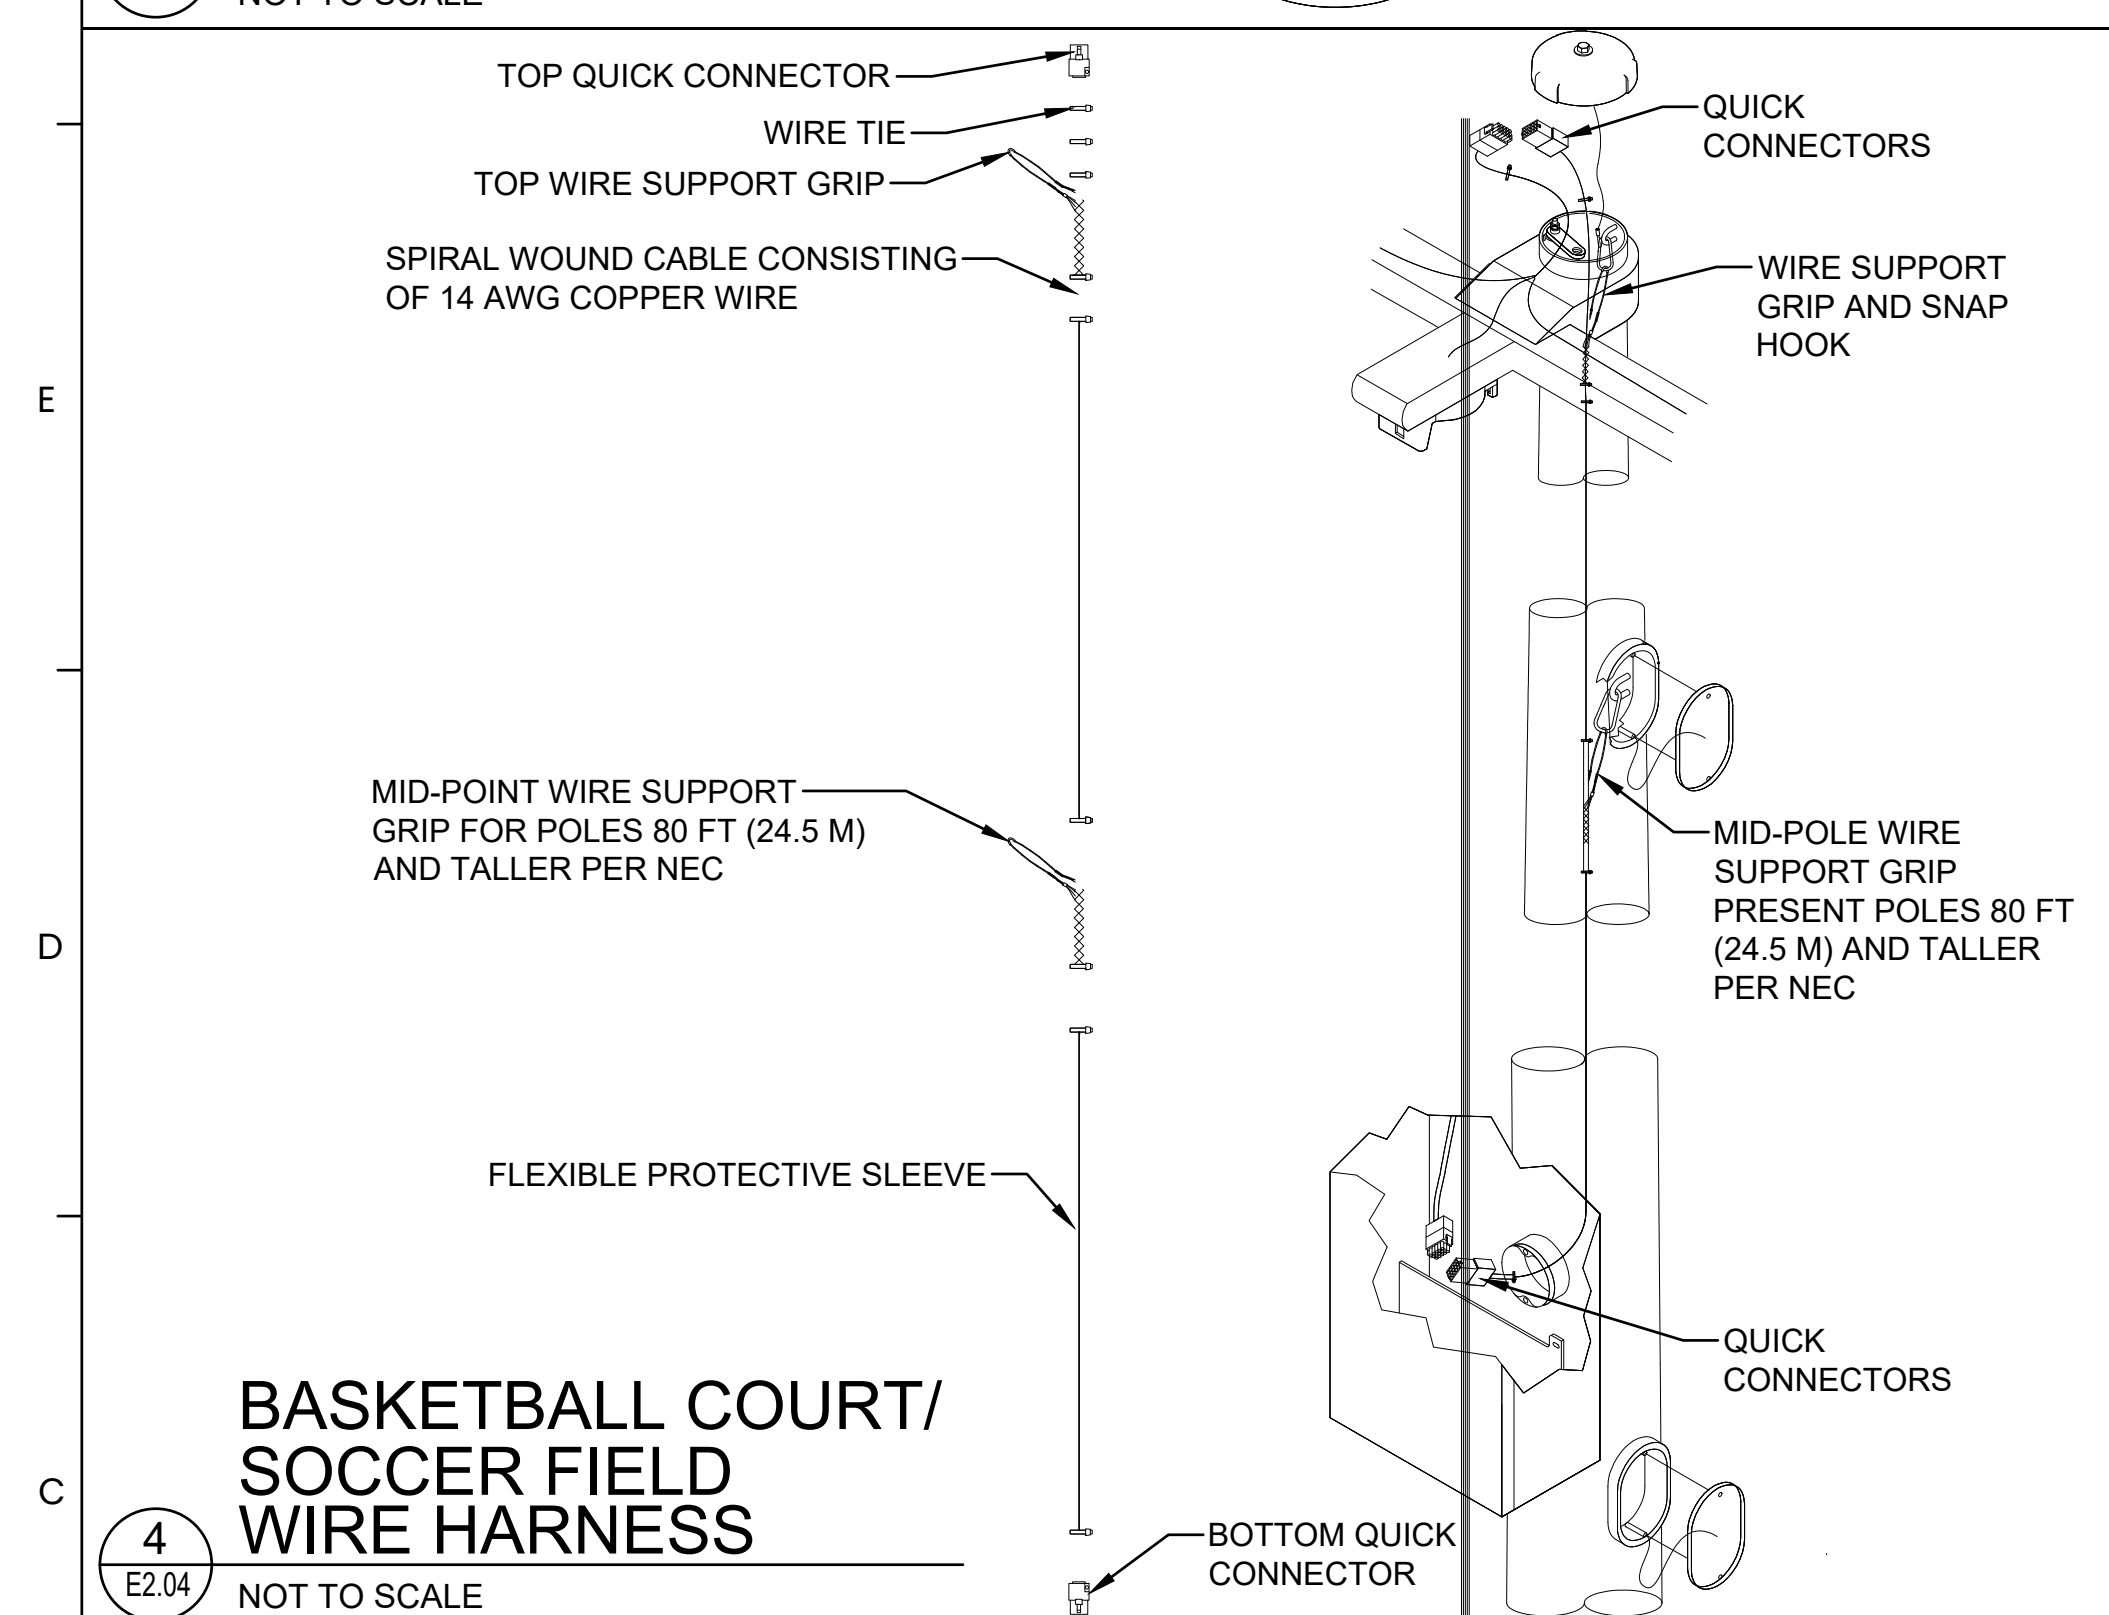 NOT TO SCALE
TOP QUICK CONNECTOR
WIRE TIE
TOP WIRE SUPPORT GRIP
SPIRAL WOUND CABLE CONSISTING
OF 14 AWG COPPER WIRE
QUICK
CONNECTORS
WIRE SUPPORT
GRIP AND SNAP
HOOK
E
MID-POINT WIRE SUPPORT
GRIP FOR POLES 80 FT (24.5 M)
AND TALLER PER NEC
MID-POLE WIRE
SUPPORT GRIP
PRESENT POLES 80 FT
(24.5 M) AND TALLER
PER NEC
D
FLEXIBLE PROTECTIVE SLEEVE
QUICK
CONNECTORS
C
BASKETBALL COURT/
SOCCER FIELD
WIRE HARNESS
4
E2.04
NOT TO SCALE
BOTTOM QUICK
CONNECTOR